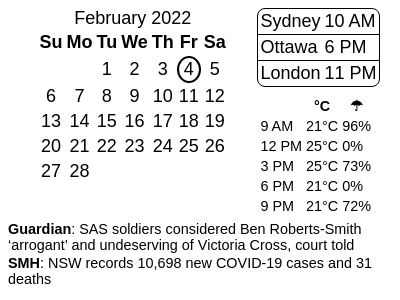 February 2022
Su Mo Tu We Th Fr Sa
1 2 3 4 5
6 7 8 9 10 11 12
13 14 15 16 17 18 19
20 21 22 23 24 25 26
27 28
Sydney 10 AM
Ottawa 6 PM
London 11 PM
°C ☂
9 AM 21°C 96%
12 PM 25°C 0%
3 PM 25°C 73%
6 PM 21°C 0%
9 PM 21°C 72%
Guardian: SAS soldiers considered Ben Roberts-Smith
‘arrogant’ and undeserving of Victoria Cross, court told
SMH: NSW records 10,698 new COVID-19 cases and 31
deaths